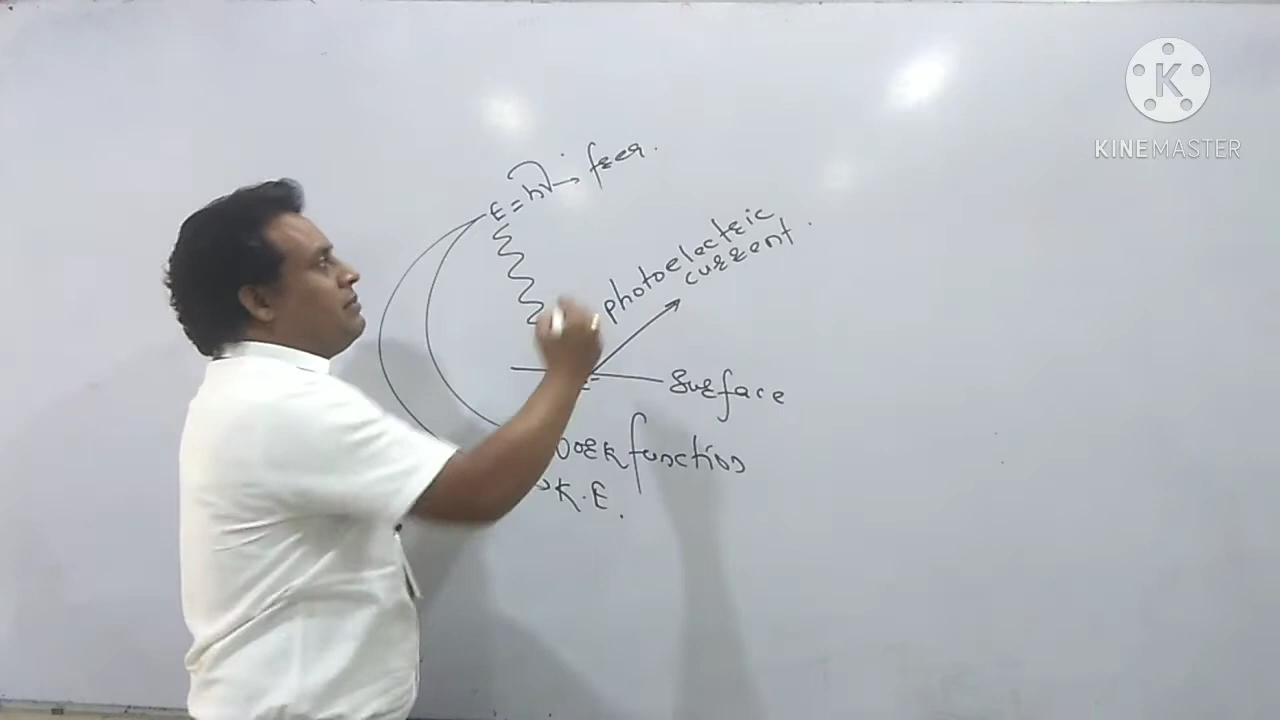 E = hν → freq.
photoelectric
current.
e-
Surface
work function
K.E.
KINEMASTER